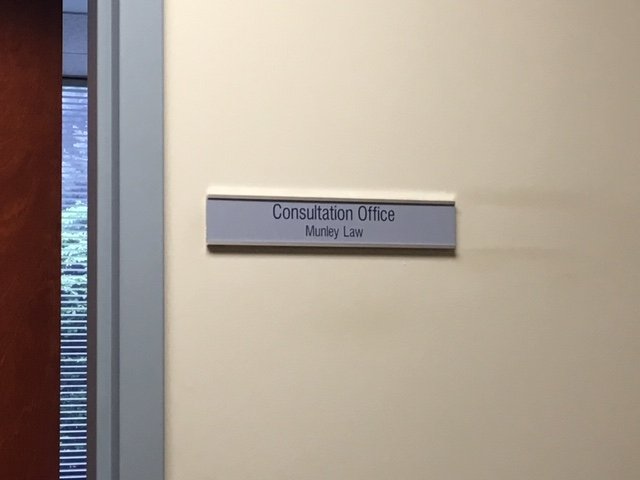 Consultation Office
Munley Law